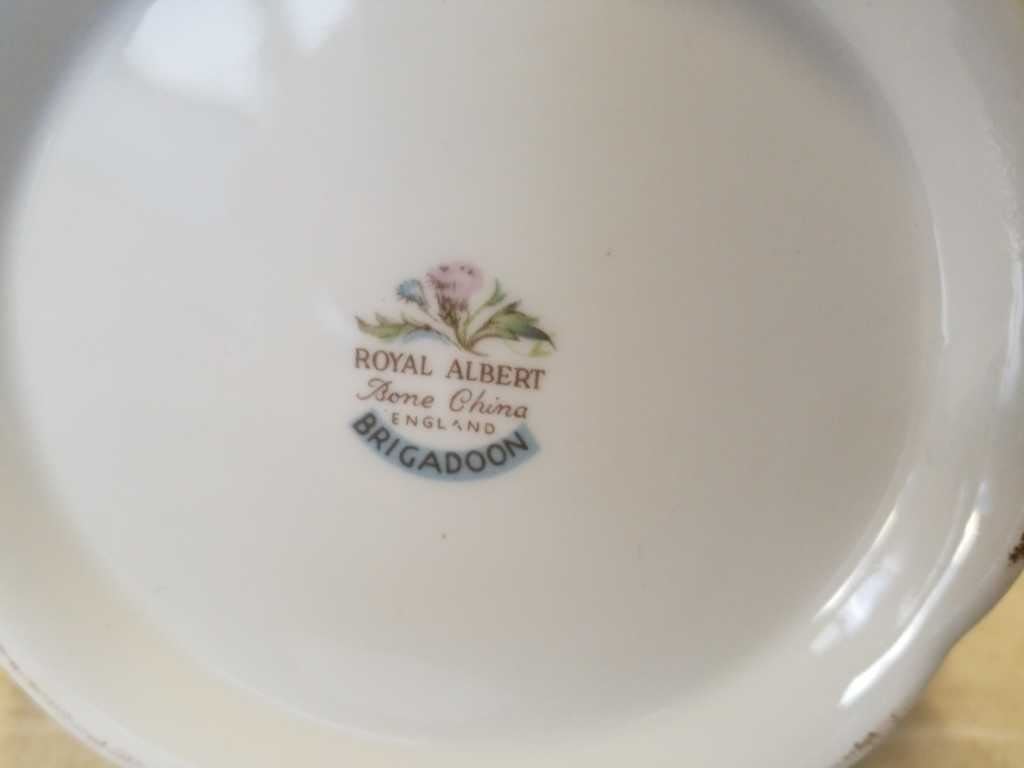 ROYAL ALBERT
Bone China
ENGLAND
BRIGADOON